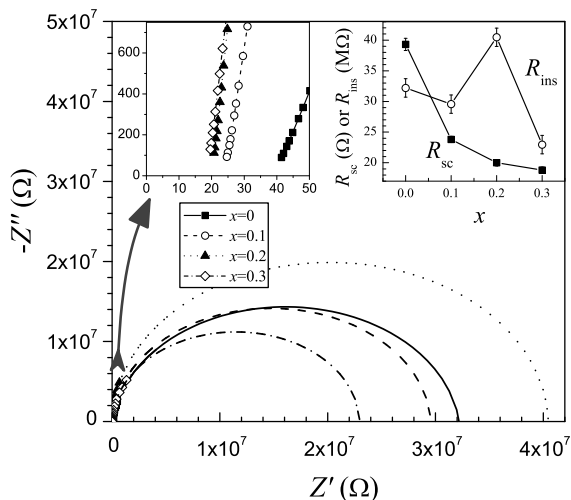 5x10⁷
4x10⁷
3x10⁷
2x10⁷
1x10⁷
0
-Z″ (Ω)
0
1x10⁷
2x10⁷
3x10⁷
4x10⁷
Z′ (Ω)
600
400
200
0
0 10 20 30 40 50
x=0
x=0.1
x=0.2
x=0.3
40
35
30
25
20
R_sc (Ω) or R_ins (MΩ)
R_ins
R_sc
0.0 0.1 0.2 0.3
x